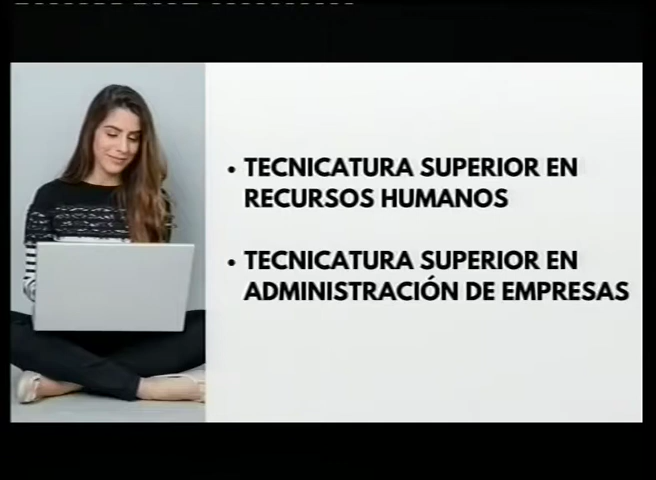 • TECNICATURA SUPERIOR EN
RECURSOS HUMANOS
• TECNICATURA SUPERIOR EN
ADMINISTRACIÓN DE EMPRESAS